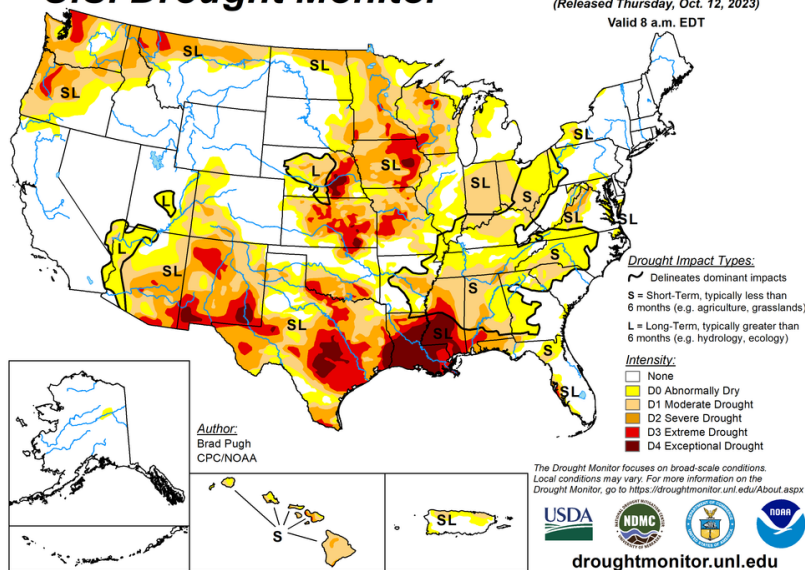 U.S. Drought Monitor
(Released Thursday, Oct. 12, 2023)
Valid 8 a.m. EDT
SL
SL
SL
SL
SL
L
SL
S
SL
SL
L
L
SL
S
S
S
SL
SL
S
SL
Drought Impact Types:
Delineates dominant impacts
S = Short-Term, typically less than
6 months (e.g. agriculture, grasslands)
L = Long-Term, typically greater than
6 months (e.g. hydrology, ecology)
Intensity:
None
D0 Abnormally Dry
D1 Moderate Drought
D2 Severe Drought
D3 Extreme Drought
D4 Exceptional Drought
Author:
Brad Pugh
CPC/NOAA
S
SL
The Drought Monitor focuses on broad-scale conditions.
Local conditions may vary. For more information on the
Drought Monitor, go to https://droughtmonitor.unl.edu/About.aspx
USDA
NDMC
NOAA
droughtmonitor.unl.edu